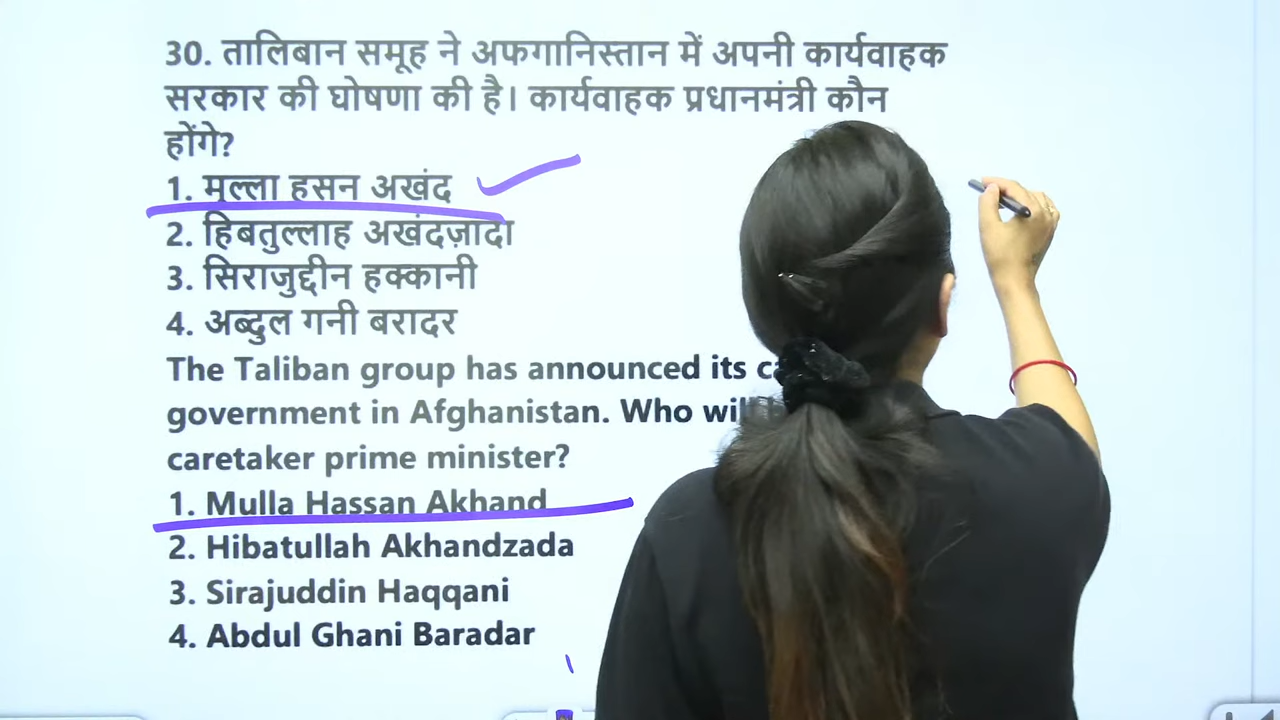 30. तालिबान समूह ने अफगानिस्तान में अपनी कार्यवाहक
सरकार की घोषणा की है। कार्यवाहक प्रधानमंत्री कौन
होंगे?
1. मुल्ला हसन अखंद
2. हिबतुल्लाह अखंदज़ादा
3. सिराजुद्दीन हक्कानी
4. अब्दुल गनी बरादर
The Taliban group has announced its
government in Afghanistan. Who will
caretaker prime minister?
1. Mulla Hassan Akhand
2. Hibatullah Akhandzada
3. Sirajuddin Haqqani
4. Abdul Ghani Baradar